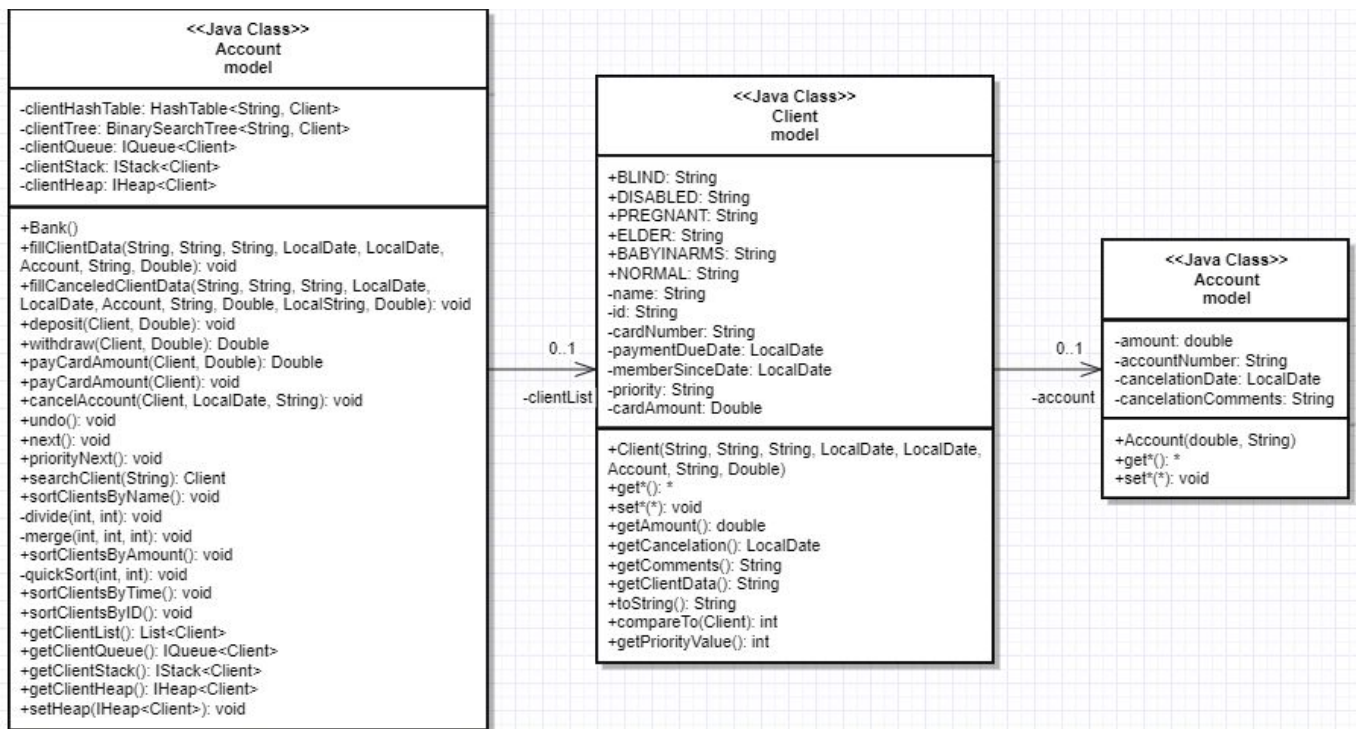 <<Java Class>>
Account
model
-clientHashTable: HashTable<String, Client>
-clientTree: BinarySearchTree<String, Client>
-clientQueue: IQueue<Client>
-clientStack: IStack<Client>
-clientHeap: IHeap<Client>
+Bank()
+fillClientData(String, String, String, LocalDate, LocalDate,
Account, String, Double): void
+fillCanceledClientData(String, String, String, LocalDate,
LocalDate, Account, String, Double, LocalString, Double): void
+deposit(Client, Double): void
+withdraw(Client, Double): Double
+payCardAmount(Client, Double): Double
+payCardAmount(Client): void
+cancelAccount(Client, LocalDate, String): void
+undo(): void
+next(): void
+priorityNext(): void
+searchClient(String): Client
+sortClientsByName(): void
-divide(int, int): void
-merge(int, int, int): void
+sortClientsByAmount(): void
-quickSort(int, int): void
+sortClientsByTime(): void
+sortClientsByID(): void
+getClientList(): List<Client>
+getClientQueue(): IQueue<Client>
+getClientStack(): IStack<Client>
+getClientHeap(): IHeap<Client>
+setHeap(IHeap<Client>): void
0..1
-clientList
<<Java Class>>
Client
model
+BLIND: String
+DISABLED: String
+PREGNANT: String
+ELDER: String
+BABYINARMS: String
+NORMAL: String
-name: String
-id: String
-cardNumber: String
-paymentDueDate: LocalDate
-memberSinceDate: LocalDate
-priority: String
-cardAmount: Double
+Client(String, String, String, LocalDate, LocalDate,
Account, String, Double)
+get*(): *
+set*(*): void
+getAmount(): double
+getCancelation(): LocalDate
+getComments(): String
+getClientData(): String
+toString(): String
+compareTo(Client): int
+getPriorityValue(): int
0..1
-account
<<Java Class>>
Account
model
-amount: double
-accountNumber: String
-cancelationDate: LocalDate
-cancelationComments: String
+Account(double, String)
+get*(): *
+set*(*): void